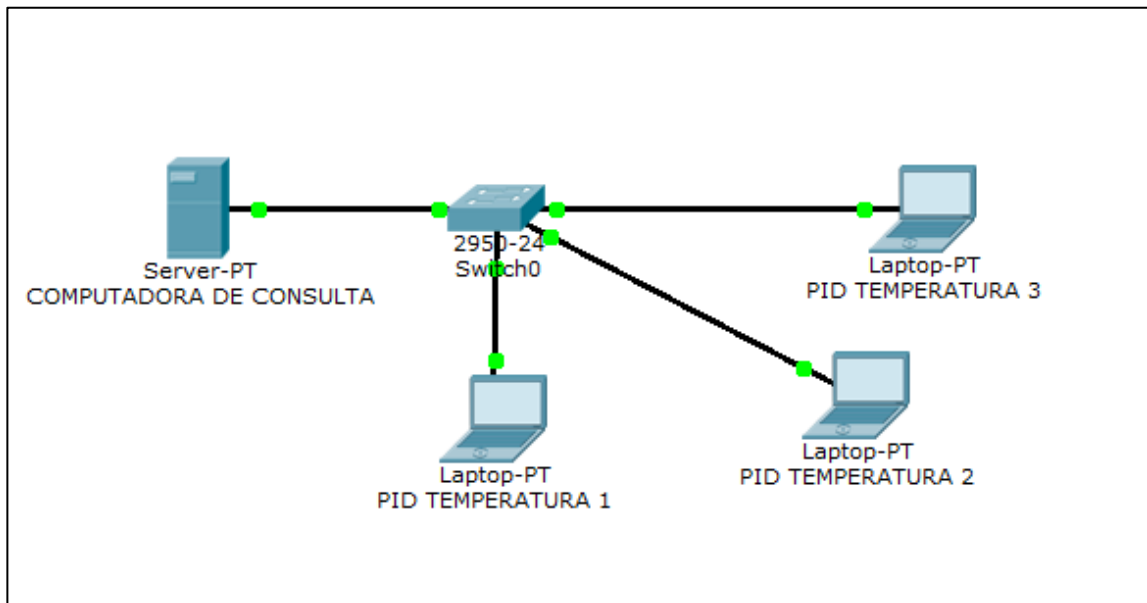 2950-24
Switch0
Server-PT
COMPUTADORA DE CONSULTA
Laptop-PT
PID TEMPERATURA 3
Laptop-PT
PID TEMPERATURA 2
Laptop-PT
PID TEMPERATURA 1